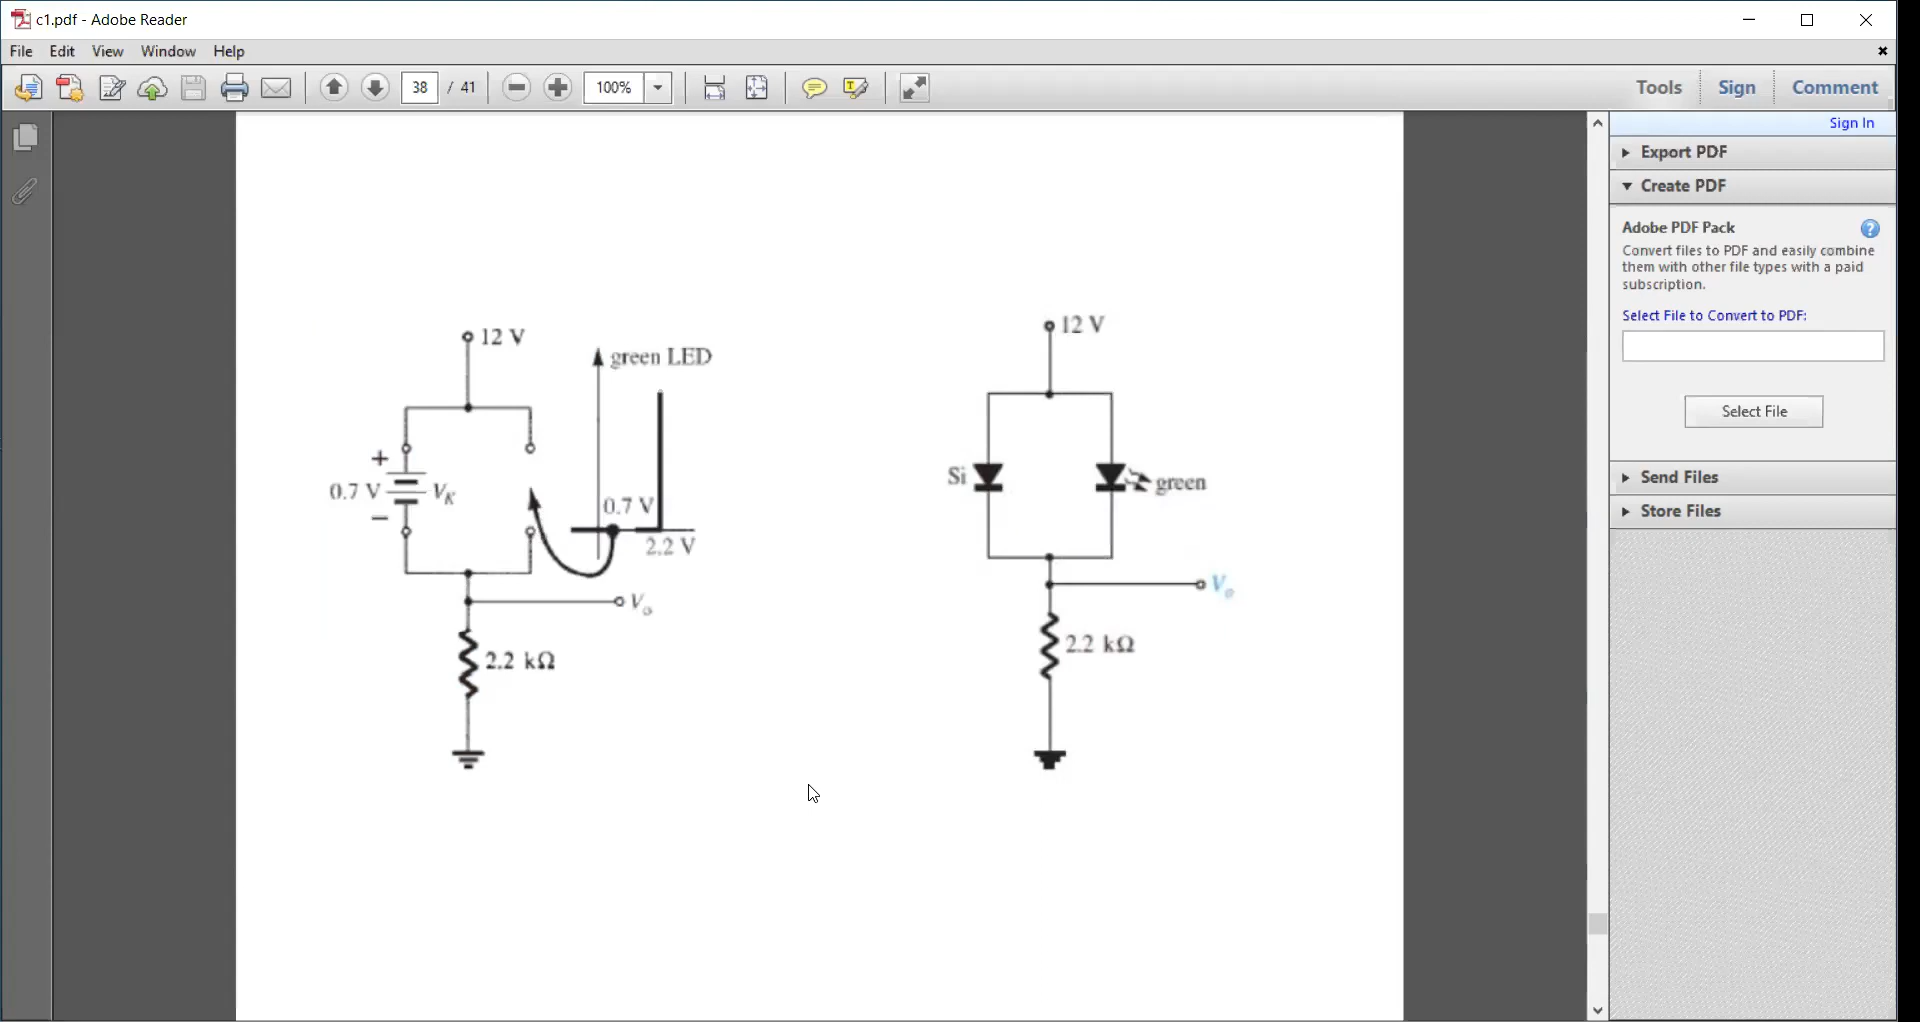 c1.pdf - Adobe Reader
File Edit View Window Help
38 / 41 100% Tools Sign Comment
Sign In
Export PDF
Create PDF
Adobe PDF Pack
Convert files to PDF and easily combine
them with other file types with a paid
subscription.
Select File to Convert to PDF:
Select File
Send Files
Store Files
12 V
green LED
+
0.7 V
VK
−
0.7 V
2.2 V
Vo
2.2 kΩ
12 V
Si
green
Vo
2.2 kΩ